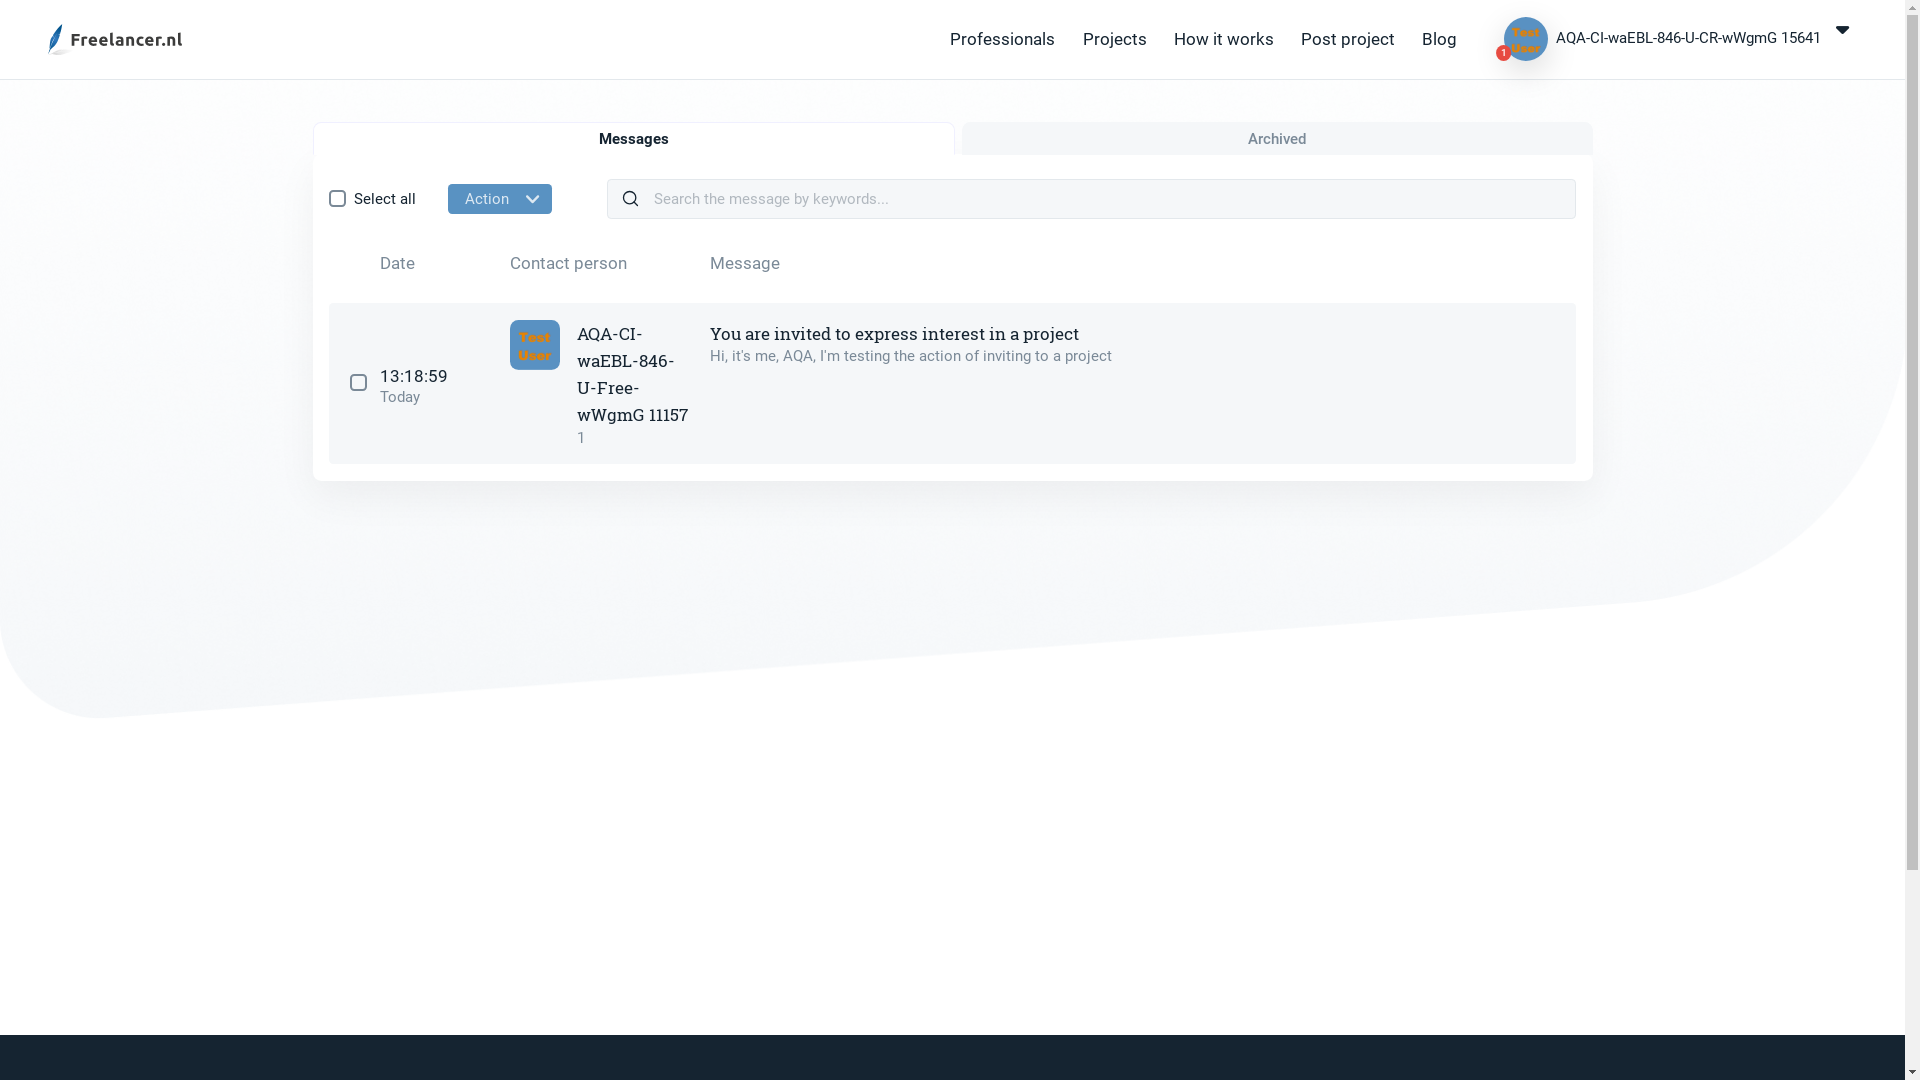 Freelancer.nl
Professionals Projects How it works Post project Blog
Test
User
1
AQA-CI-waEBL-846-U-CR-wWgmG 15641
Messages Archived
Select all Action Search the message by keywords...
Date Contact person Message
13:18:59
Today
Test
User
AQA-CI-
waEBL-846-
U-Free-
wWgmG 11157
1
You are invited to express interest in a project
Hi, it's me, AQA, I'm testing the action of inviting to a project